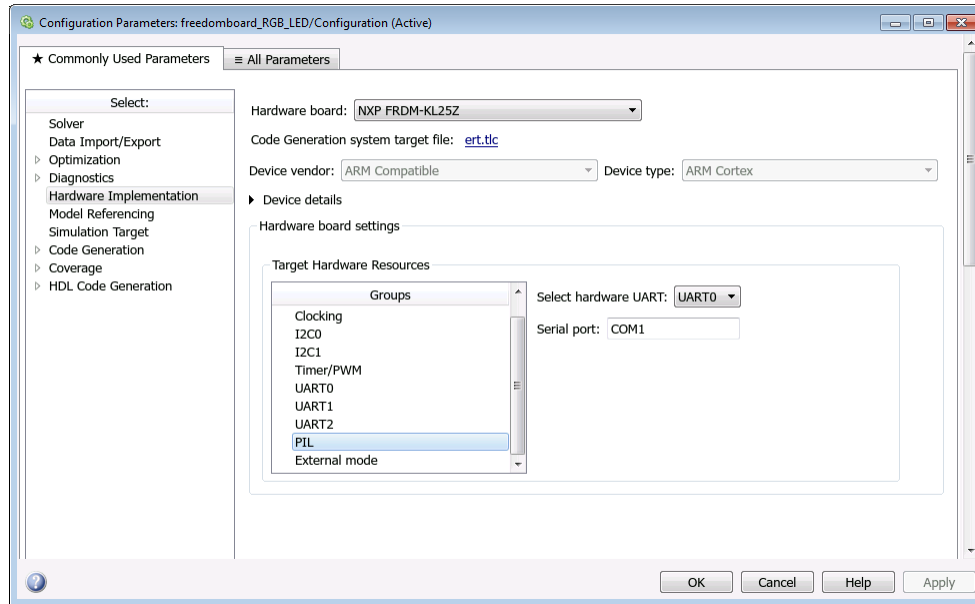 Configuration Parameters: freedomboard_RGB_LED/Configuration (Active)
★ Commonly Used Parameters
≡ All Parameters
Select:
Solver
Data Import/Export
Optimization
Diagnostics
Hardware Implementation
Model Referencing
Simulation Target
Code Generation
Coverage
HDL Code Generation
Hardware board: NXP FRDM-KL25Z
Code Generation system target file: ert.tlc
Device vendor: ARM Compatible Device type: ARM Cortex
Device details
Hardware board settings
Target Hardware Resources
Groups
Clocking
I2C0
I2C1
Timer/PWM
UART0
UART1
UART2
PIL
External mode
Select hardware UART: UART0
Serial port: COM1
OK Cancel Help Apply